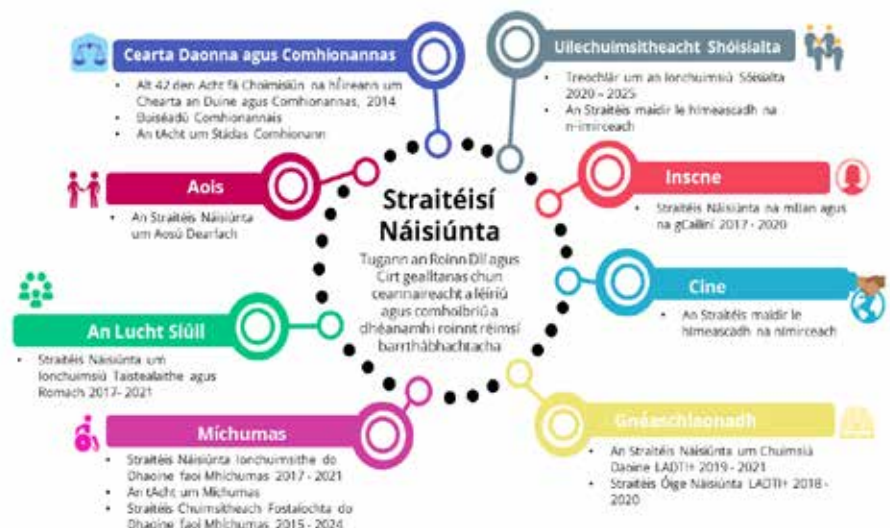 Cearta Daonna agus Comhionannas
• Alt 42 den Acht fá Choimisiún na hÉireann um
Chearta an Duine agus Comhionannas, 2014
• Buiséadú Comhionannais
• An tAcht um Stádas Comhionann
Uilechuimsitheacht Shóisialta
• Treochlár um an Ionchuimsiú Sóisialta
2020 – 2025
• An Straitéis maidir le hImeascadh na
n-imirceach
Aois
• An Straitéis Náisiúnta
um Aosú Dearfach
Straitéisí
Náisiúnta
Tugann an Roinn Dlí agus
Cirt gealltanas chun
ceannaireacht a léiriú
agus comhoibriú a
dhéanamh i roinnt réimsí
barrthábhachtacha
Inscne
• Straitéis Náisiúnta na mBan agus
na gCailíní 2017 - 2020
Cine
• An Straitéis maidir le
hImeascadh na nImirceach
An Lucht Siúil
• Straitéis Náisiúnta um
Ionchuimsiú Taistealaithe agus
Romach 2017- 2021
Míchumas
• Straitéis Náisiúnta Ionchuimsithe do
Dhaoine faoi Mhíchumas 2017 - 2021
• An tAcht um Míchumas
• Straitéis Chuimsitheach Fostaíochta do
Dhaoine faoi Mhíchumas 2015 - 2024
Gnéaschlaonadh
• An Straitéis Náisiúnta um Chuimsiú
Daoine LADTI+ 2019 - 2021
• Straitéis Óige Náisiúnta LADTI+ 2018 -
2020